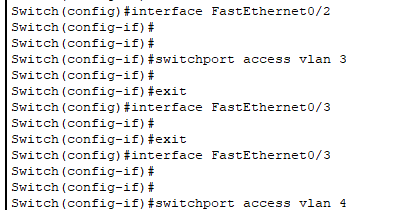 Switch(config)#interface FastEthernet0/2
Switch(config-if)#
Switch(config-if)#
Switch(config-if)#switchport access vlan 3
Switch(config-if)#
Switch(config-if)#exit
Switch(config)#interface FastEthernet0/3
Switch(config-if)#
Switch(config-if)#exit
Switch(config)#interface FastEthernet0/3
Switch(config-if)#
Switch(config-if)#
Switch(config-if)#switchport access vlan 4